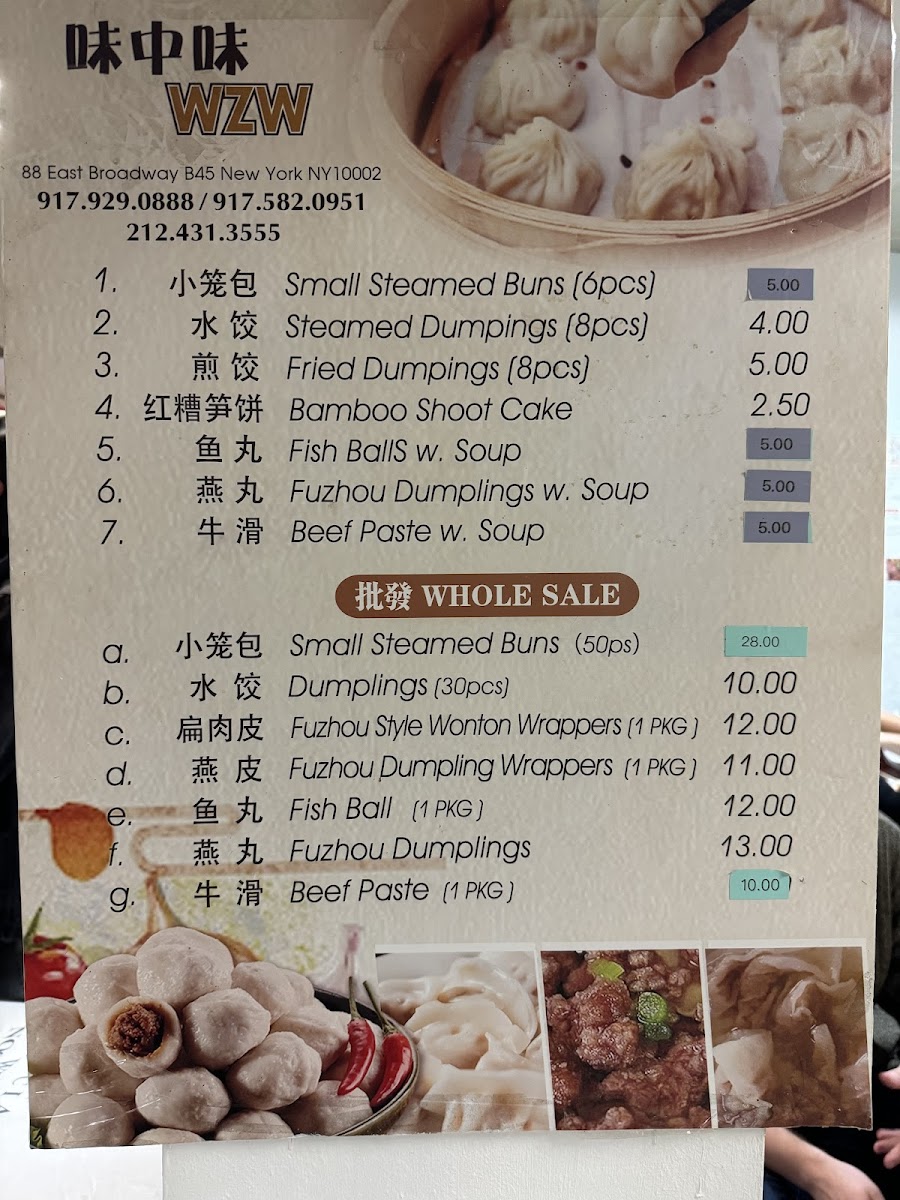 味中味
WZW
88 East Broadway B45 New York NY10002
917.929.0888 / 917.582.0951
212.431.3555
1. 小笼包 Small Steamed Buns (6pcs) 5.00
2. 水饺 Steamed Dumpings (8pcs) 4.00
3. 煎饺 Fried Dumpings (8pcs) 5.00
4. 红糟笋饼 Bamboo Shoot Cake 2.50
5. 鱼丸 Fish BallS w. Soup 5.00
6. 燕丸 Fuzhou Dumplings w. Soup 5.00
7. 牛滑 Beef Paste w. Soup 5.00
批發 WHOLE SALE
a. 小笼包 Small Steamed Buns (50ps) 28.00
b. 水饺 Dumplings (30pcs) 10.00
c. 扁肉皮 Fuzhou Style Wonton Wrappers (1 PKG) 12.00
d. 燕皮 Fuzhou Dumpling Wrappers (1 PKG) 11.00
e. 鱼丸 Fish Ball (1 PKG) 12.00
f. 燕丸 Fuzhou Dumplings 13.00
g. 牛滑 Beef Paste (1 PKG) 10.00